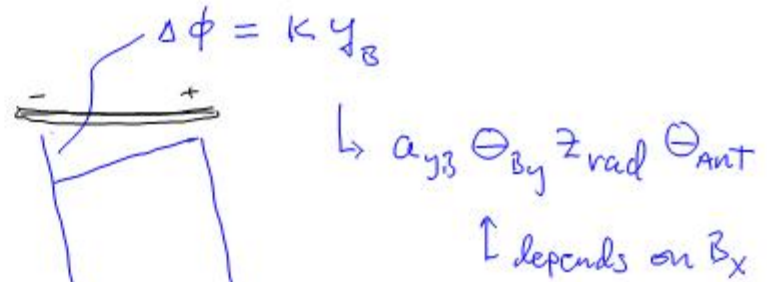 Δϕ = K y_B
- +
↳ a_yB Θ_By z_rad Θ_Ant
↑ depends on B_x